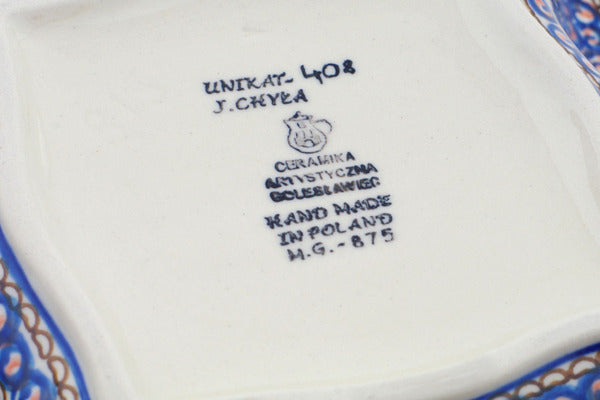 UNIKAT- 408
J. CHYŁA
CERAMIKA
ARTYSTYCZNA
BOLESŁAWIEC
HAND MADE
IN POLAND
M.G.-875